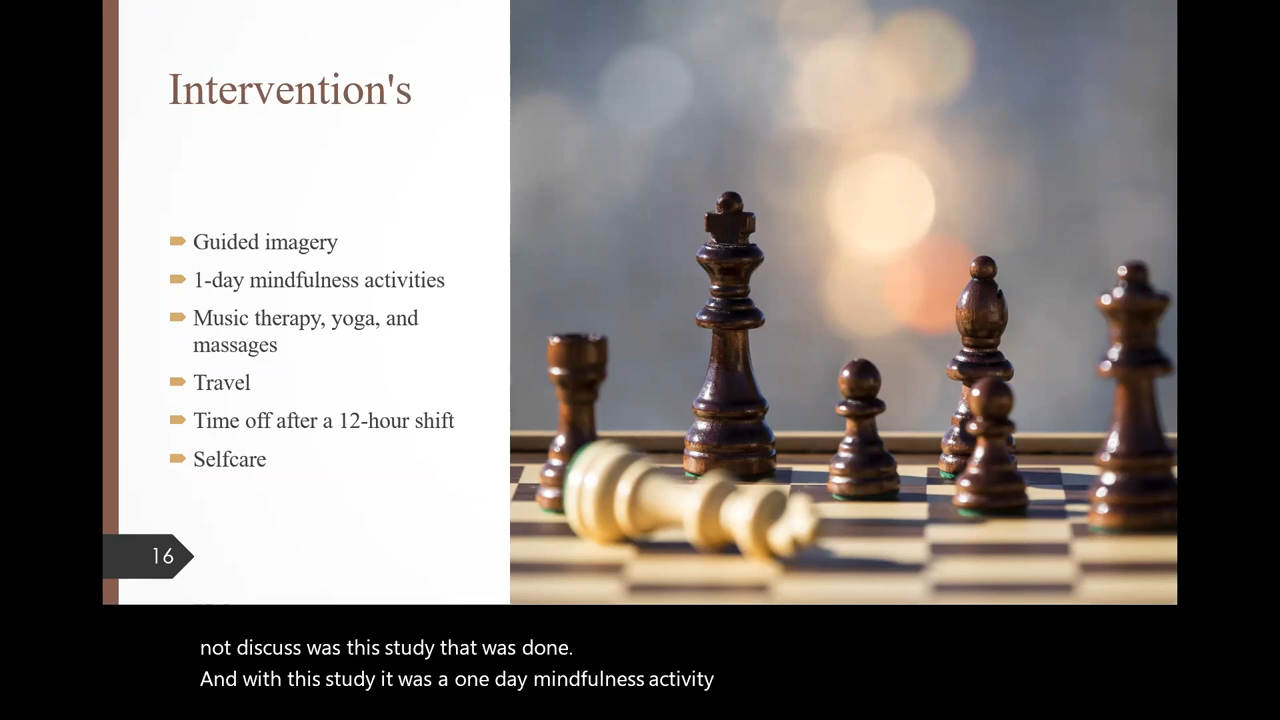 Intervention's
Guided imagery
1-day mindfulness activities
Music therapy, yoga, and
massages
Travel
Time off after a 12-hour shift
Selfcare
16
not discuss was this study that was done.
And with this study it was a one day mindfulness activity